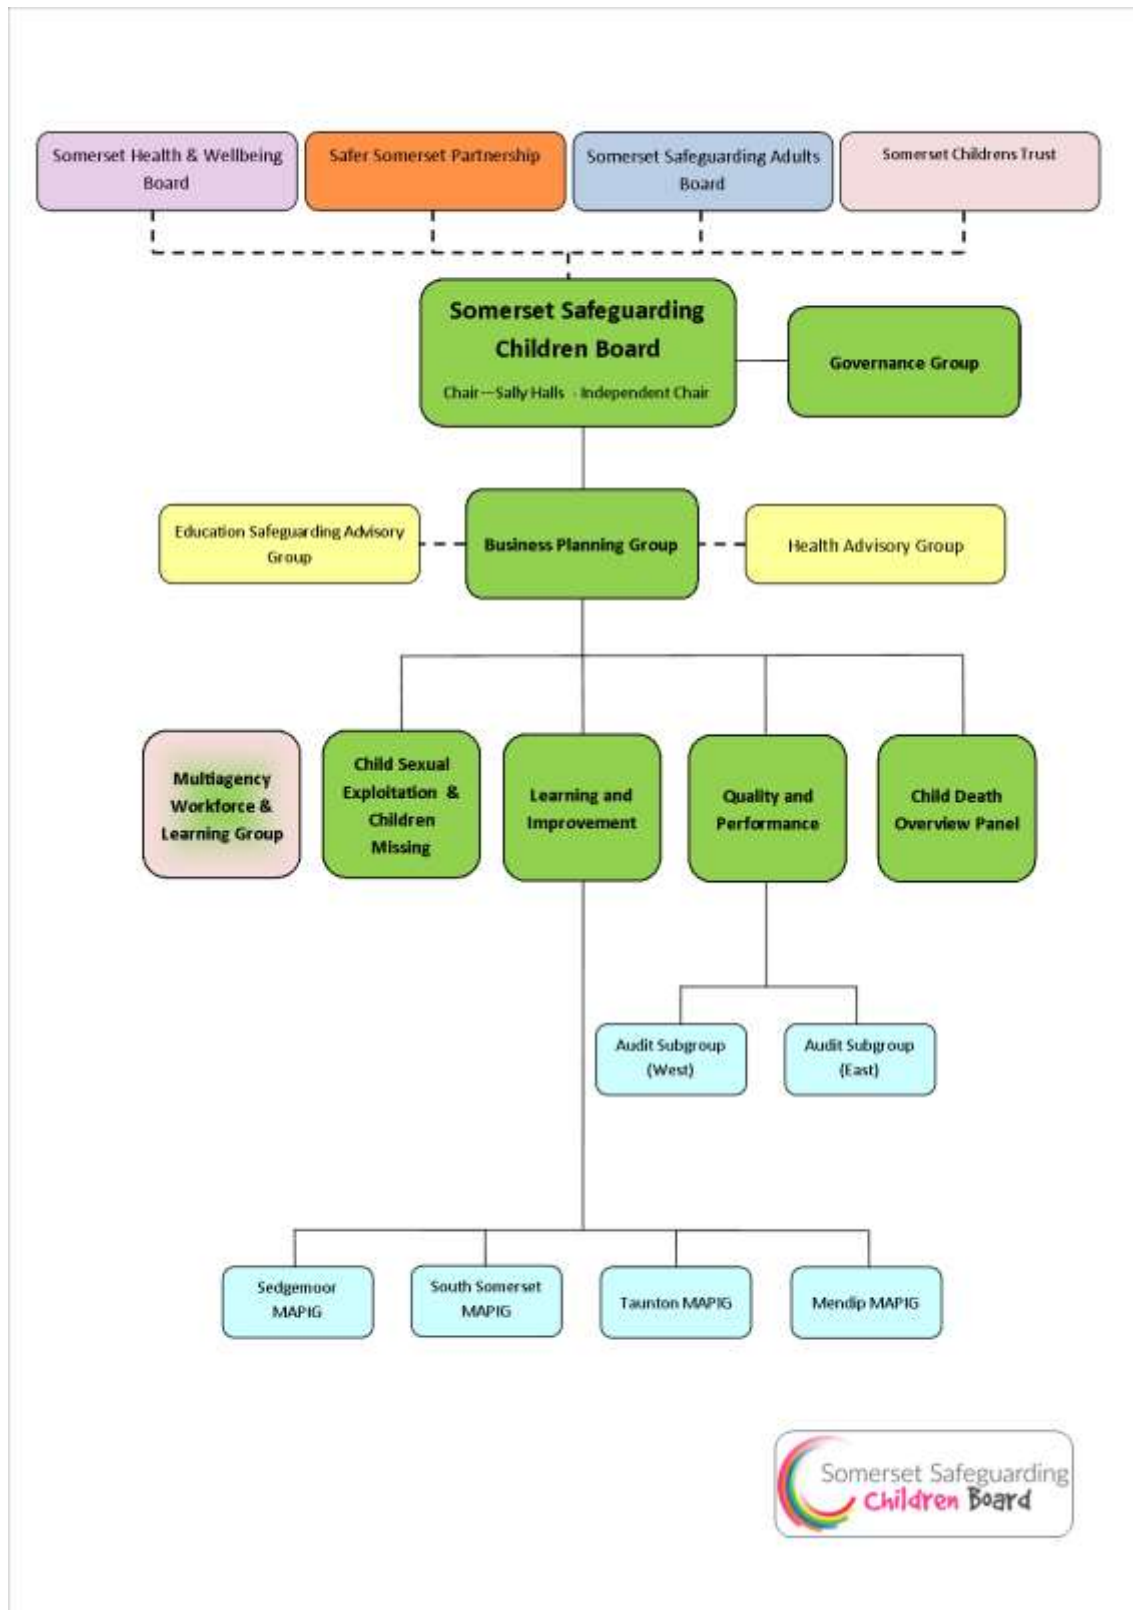 Somerset Health & Wellbeing
Board
Safer Somerset Partnership
Somerset Safeguarding Adults
Board
Somerset Childrens Trust
Somerset Safeguarding
Children Board
Chair—Sally Halls - Independent Chair
Governance Group
Education Safeguarding Advisory
Group
Business Planning Group
Health Advisory Group
Multiagency
Workforce &
Learning Group
Child Sexual
Exploitation &
Children
Missing
Learning and
Improvement
Quality and
Performance
Child Death
Overview Panel
Audit Subgroup
(West)
Audit Subgroup
(East)
Sedgemoor
MAPIG
South Somerset
MAPIG
Taunton MAPIG
Mendip MAPIG
Somerset Safeguarding
Children Board